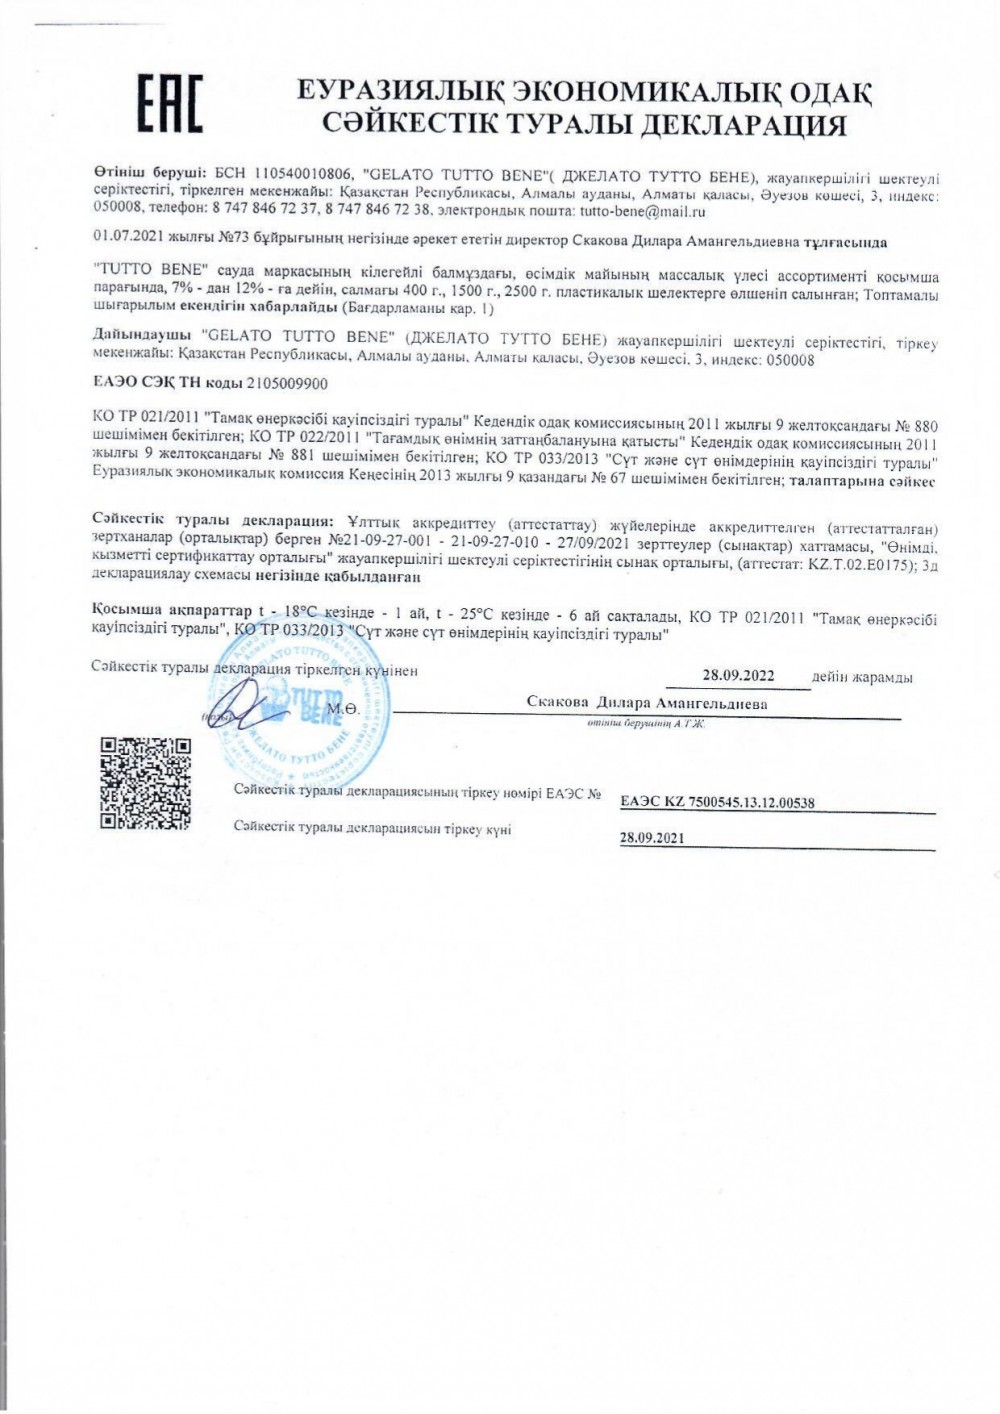 ЕАС
ЕУРАЗИЯЛЫҚ ЭКОНОМИКАЛЫҚ ОДАҚ
СӘЙКЕСТІК ТУРАЛЫ ДЕКЛАРАЦИЯ
Өтініш беруші: БСН 110540010806, "GELATO TUTTO BENE"( ДЖЕЛАТО ТУТТО БЕНЕ), жауапкершілігі шектеулі
серіктестігі, тіркелген мекенжайы: Қазақстан Республикасы, Алмалы ауданы, Алматы қаласы, Әуезов көшесі, 3, индекс:
050008, телефон: 8 747 846 72 37, 8 747 846 72 38, электрондық пошта: tutto-bene@mail.ru
01.07.2021 жылғы №73 бұйрығының негізінде әрекет ететін директор Скакова Дилара Амангельдиевна тұлғасында
"TUTTO BENE" сауда маркасының кілегейлі балмұздағы, өсімдік майының массалық үлесі ассортименті қосымша
парағында, 7% - дан 12% - ға дейін, салмағы 400 г., 1500 г., 2500 г. пластикалык шелектерге өлшеніп салынған; Топтамалы
шығарылым екендігін хабарлайды (Бағдарламаны қар. 1)
Дайындаушы "GELATO TUTTO BENE" (ДЖЕЛАТО ТУТТО БЕНЕ) жауапкершілігі шектеулі серіктестігі, тіркеу
мекенжайы: Қазақстан Республикасы, Алмалы ауданы, Алматы қаласы, Әуезов көшесі, 3, индекс: 050008
ЕАЭО СЭҚ ТН коды 2105009900
КО ТР 021/2011 "Тамақ өнеркәсібі қауіпсіздігі туралы" Кедендік одақ комиссиясының 2011 жылғы 9 желтоқсандағы № 880
шешімімен бекітілген; КО ТР 022/2011 "Тағамдық өнімнің заттаңбалануына қатысты" Кедендік одақ комиссиясының 2011
жылғы 9 желтоқсандағы № 881 шешімімен бекітілген; КО ТР 033/2013 "Сүт және сүт өнімдерінің қауіпсіздігі туралы"
Еуразиялық экономикалық комиссия Кеңесінің 2013 жылғы 9 қазандағы № 67 шешімімен бекітілген; талаптарына сәйкес
Сәйкестік туралы декларация: Ұлттық аккредиттеу (аттестаттау) жүйелерінде аккредиттелген (аттестатталған)
зертханалар (орталықтар) берген №21-09-27-001 - 21-09-27-010 - 27/09/2021 зерттеулер (сынақтар) хаттамасы, "Өнімді,
қызметті сертификаттау орталығы" жауапкершілігі шектеулі серіктестігінің сынак орталығы, (аттестат: KZ.T.02.E0175); 3д
декларациялау схемасы негізінде қабылданған
Қосымша ақпараттар t - 18°С кезінде - 1 ай, t - 25°С кезінде - 6 ай сақталады, КО ТР 021/2011 "Тамақ өнеркәсібі
қауіпсіздігі туралы", КО ТР 033/2013 "Сүт және сүт өнімдерінің қауіпсіздігі туралы"
Сәйкестік туралы декларация тіркелген күнінен 28.09.2022 дейін жарамды
М.О. Скакова Дилара Амангельдиева
өтініш берушінің А.Т.Ж.
GELATO TUTTO BENE
TUTTO
BENE
ДЖЕЛАТО ТУТТО БЕНЕ
Сәйкестік туралы декларациясының тіркеу нөмірі ЕАЭС № ЕАЭС KZ 7500545.13.12.00538
Сәйкестік туралы декларациясын тіркеу күні 28.09.2021